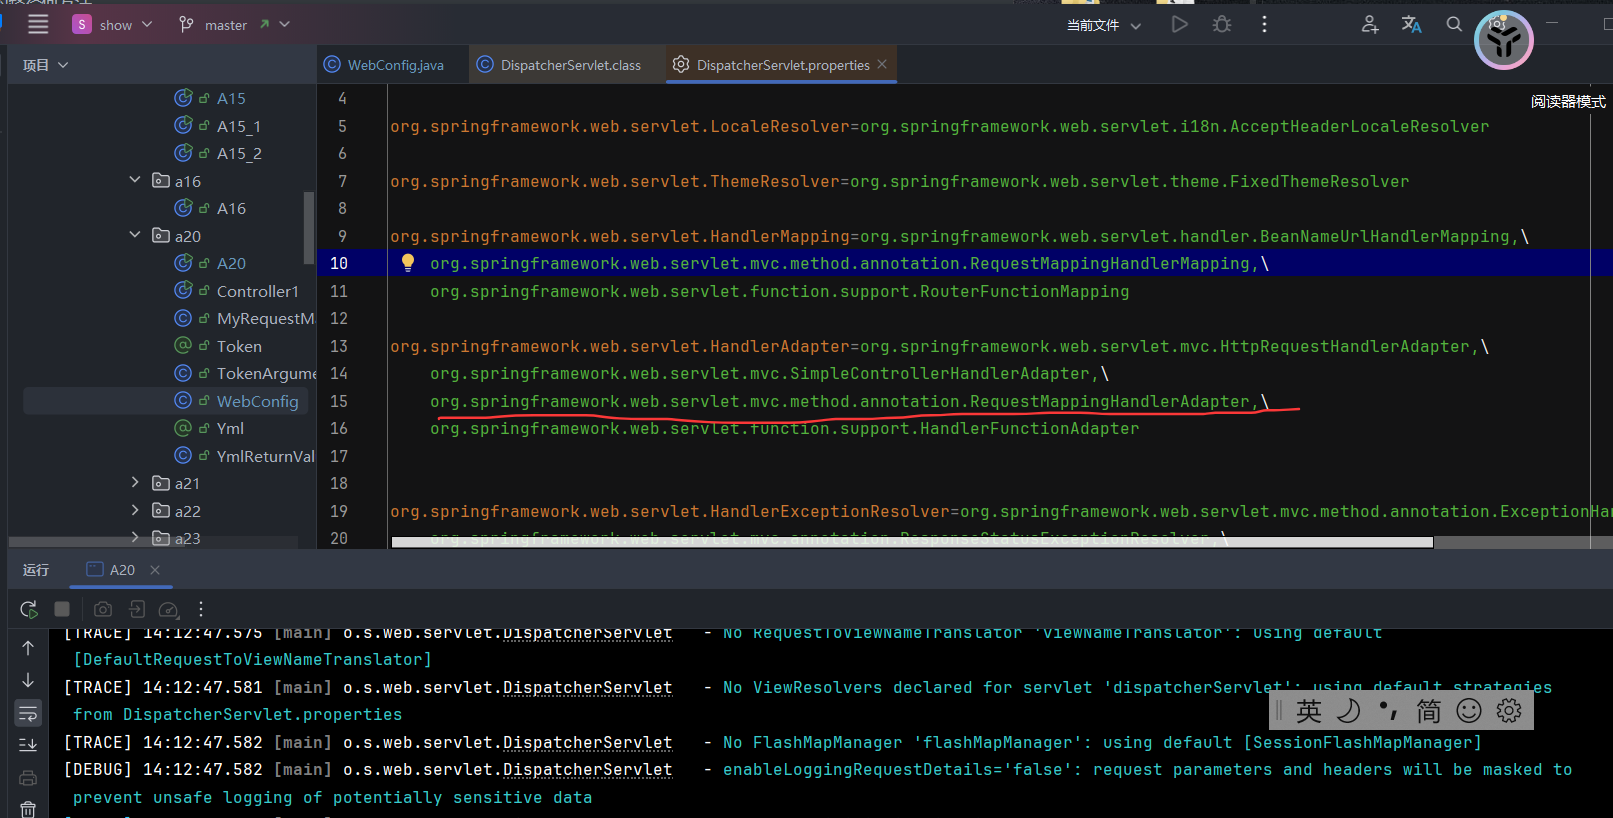 S show master 当前文件
项目 WebConfig.java DispatcherServlet.class DispatcherServlet.properties
阅读器模式
A15
A15_1
A15_2
a16
A16
a20
A20
Controller1
MyRequestMa
Token
TokenArgume
WebConfig
Yml
YmlReturnVal
a21
a22
a23
4
5 org.springframework.web.servlet.LocaleResolver=org.springframework.web.servlet.i18n.AcceptHeaderLocaleResolver
6
7 org.springframework.web.servlet.ThemeResolver=org.springframework.web.servlet.theme.FixedThemeResolver
8
9 org.springframework.web.servlet.HandlerMapping=org.springframework.web.servlet.handler.BeanNameUrlHandlerMapping,\
10 org.springframework.web.servlet.mvc.method.annotation.RequestMappingHandlerMapping,\
11 org.springframework.web.servlet.function.support.RouterFunctionMapping
12
13 org.springframework.web.servlet.HandlerAdapter=org.springframework.web.servlet.mvc.HttpRequestHandlerAdapter,\
14 org.springframework.web.servlet.mvc.SimpleControllerHandlerAdapter,\
15 org.springframework.web.servlet.mvc.method.annotation.RequestMappingHandlerAdapter,\
16 org.springframework.web.servlet.function.support.HandlerFunctionAdapter
17
18
19 org.springframework.web.servlet.HandlerExceptionResolver=org.springframework.web.servlet.mvc.method.annotation.ExceptionHan
20 org.springframework.web.servlet.mvc.annotation.ResponseStatusExceptionResolver,\
运行 A20
[TRACE] 14:12:47.575 [main] o.s.web.servlet.DispatcherServlet - No RequestToViewNameTranslator 'viewNameTranslator': using default
[DefaultRequestToViewNameTranslator]
[TRACE] 14:12:47.581 [main] o.s.web.servlet.DispatcherServlet - No ViewResolvers declared for servlet 'dispatcherServlet': using default strategies
from DispatcherServlet.properties
[TRACE] 14:12:47.582 [main] o.s.web.servlet.DispatcherServlet - No FlashMapManager 'flashMapManager': using default [SessionFlashMapManager]
[DEBUG] 14:12:47.582 [main] o.s.web.servlet.DispatcherServlet - enableLoggingRequestDetails='false': request parameters and headers will be masked to
prevent unsafe logging of potentially sensitive data
英 简